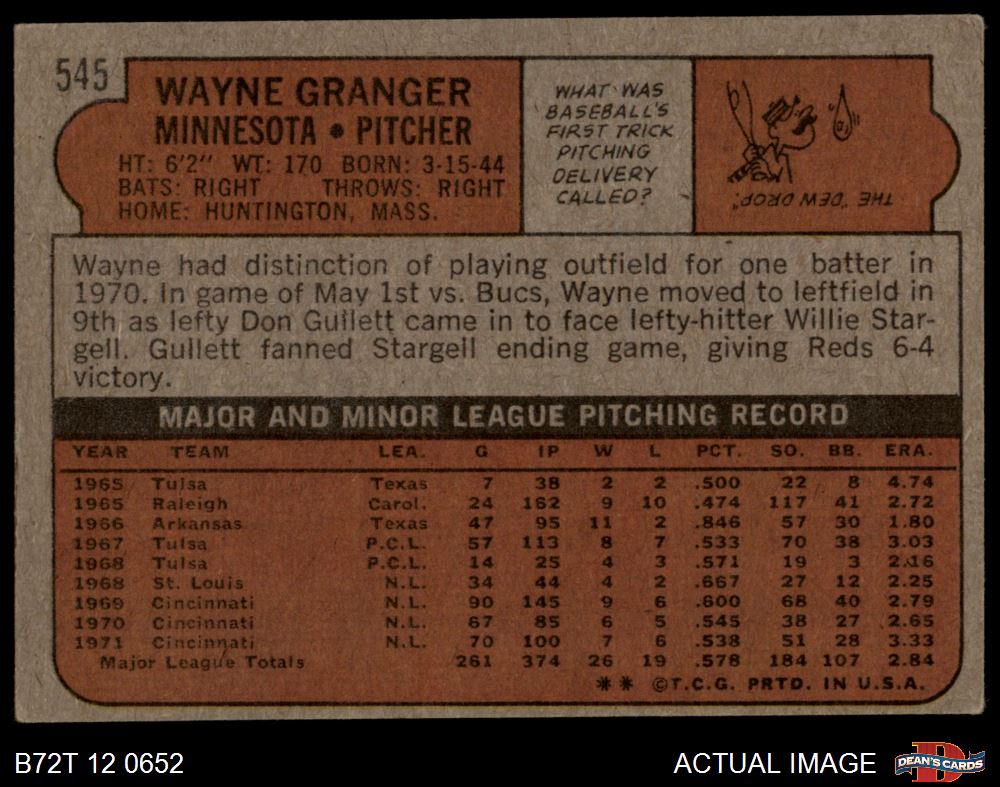 545
WAYNE GRANGER
MINNESOTA • PITCHER
HT: 6'2" WT: 170 BORN: 3-15-44
BATS: RIGHT THROWS: RIGHT
HOME: HUNTINGTON, MASS.
WHAT WAS
BASEBALL'S
FIRST TRICK
PITCHING
DELIVERY
CALLED?
THE "DEW DROP".
Wayne had distinction of playing outfield for one batter in
1970. In game of May 1st vs. Bucs, Wayne moved to leftfield in
9th as lefty Don Gullett came in to face lefty-hitter Willie Star-
gell. Gullett fanned Stargell ending game, giving Reds 6-4
victory.
MAJOR AND MINOR LEAGUE PITCHING RECORD
YEAR TEAM LEA. G IP W L PCT. SO. BB. ERA.
1965 Tulsa Texas 7 38 2 2 .500 22 8 4.74
1965 Raleigh Carol. 24 162 9 10 .474 117 41 2.72
1966 Arkansas Texas 47 95 11 2 .846 57 30 1.80
1967 Tulsa P.C.L. 57 113 8 7 .533 70 38 3.03
1968 Tulsa P.C.L. 14 25 4 3 .571 19 3 2.16
1968 St. Louis N.L. 34 44 4 2 .667 27 12 2.25
1969 Cincinnati N.L. 90 145 9 6 .600 68 40 2.79
1970 Cincinnati N.L. 67 85 6 5 .545 38 27 2.65
1971 Cincinnati N.L. 70 100 7 6 .538 51 28 3.33
Major League Totals 261 374 26 19 .578 184 107 2.84
** ©T.C.G. PRTD. IN U.S.A.
B72T 12 0652
ACTUAL IMAGE
DEAN'S CARDS